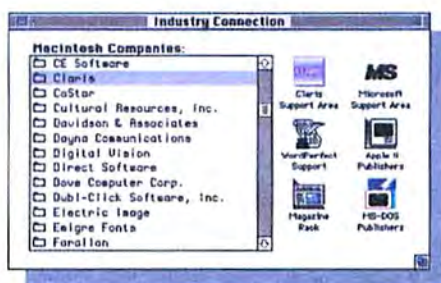 Industry Connection
Macintosh Companies:
CE Software
Claris
CoStar
Cultural Resources, Inc.
Davidson & Associates
Dayna Communications
Digital Vision
Direct Software
Dove Computer Corp.
Dubl-Click Software, Inc.
Electric Image
Emigre Fonts
Farallon
Claris
Support Area
MS
Microsoft
Support Area
WordPerfect
Support
Apple II
Publishers
Magazine
Rack
MS-DOS
Publishers